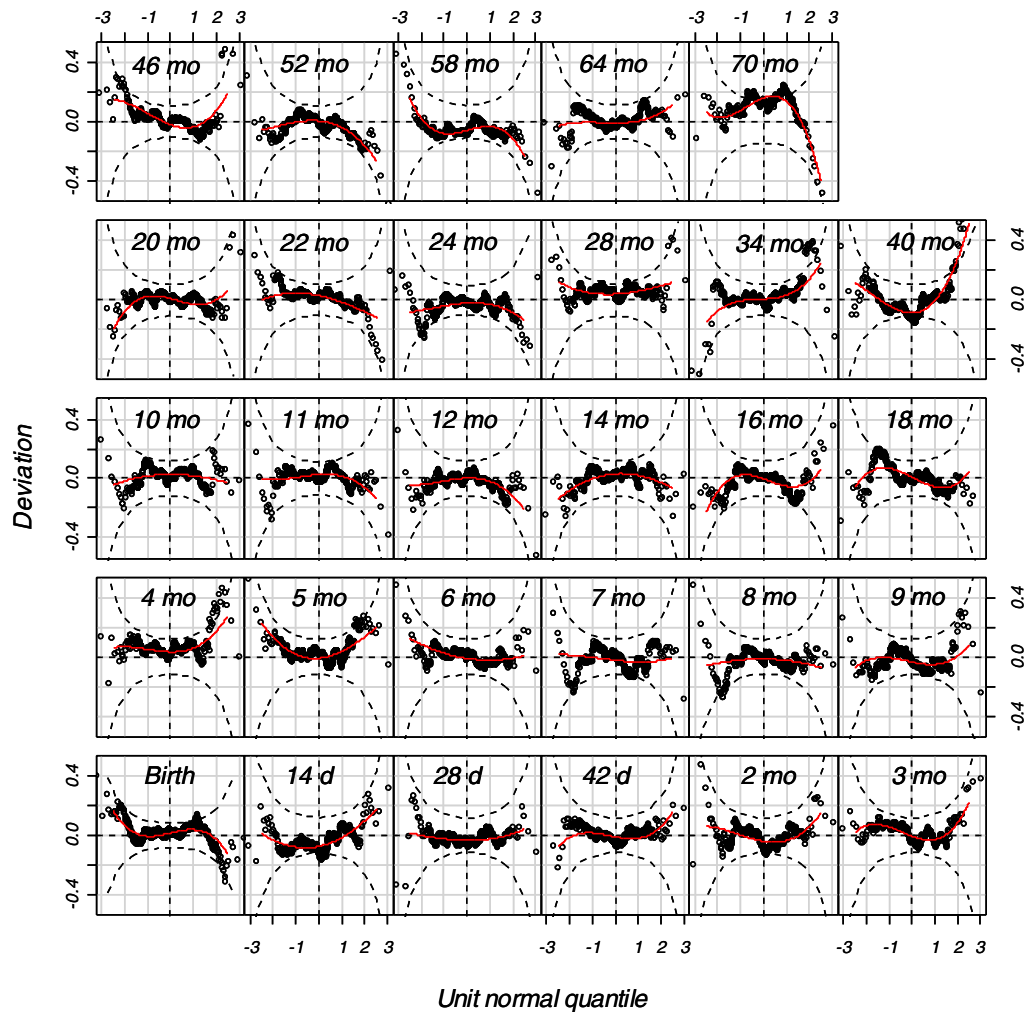 -3 -1 1 2 3 -3 -1 1 2 3 -3 -1 1 2 3
46 mo 52 mo 58 mo 64 mo 70 mo
0.4
0.0
-0.4
20 mo 22 mo 24 mo 28 mo 34 mo 40 mo
0.4
0.0
-0.4
10 mo 11 mo 12 mo 14 mo 16 mo 18 mo
0.4
0.0
-0.4
Deviation
4 mo 5 mo 6 mo 7 mo 8 mo 9 mo
0.4
0.0
-0.4
Birth 14 d 28 d 42 d 2 mo 3 mo
0.4
0.0
-0.4
-3 -1 1 2 3 -3 -1 1 2 3 -3 -1 1 2 3
Unit normal quantile